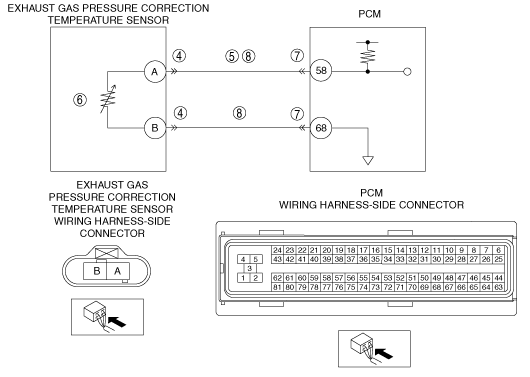 EXHAUST GAS PRESSURE CORRECTION
TEMPERATURE SENSOR
PCM
④ ⑤ ⑧ ⑦
A 58
⑥
④ ⑧ ⑦
B 68
EXHAUST GAS
PRESSURE CORRECTION
TEMPERATURE SENSOR
WIRING HARNESS-SIDE
CONNECTOR
B A
PCM
WIRING HARNESS-SIDE CONNECTOR
24 23 22 21 20 19 18 17 16 15 14 13 12 11 10 9 8 7 6
4 5 43 42 41 40 39 38 37 36 35 34 33 32 31 30 29 28 27 26 25
3
1 2 62 61 60 59 58 57 56 55 54 53 52 51 50 49 48 47 46 45 44
81 80 79 78 77 76 75 74 73 72 71 70 69 68 67 66 65 64 63